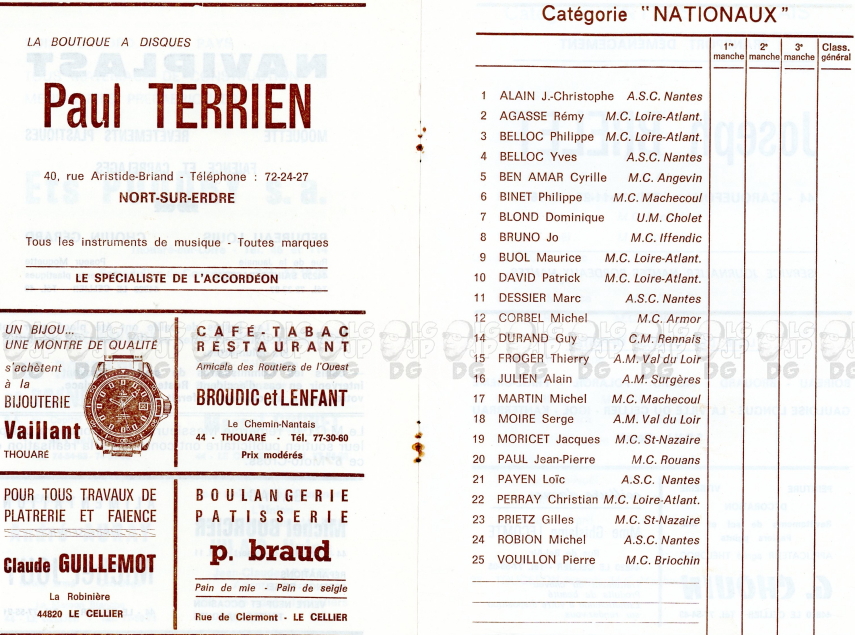 LA BOUTIQUE A DISQUES
Paul TERRIEN
40, rue Aristide-Briand - Téléphone : 72-24-27
NORT-SUR-ERDRE
Tous les instruments de musique - Toutes marques
LE SPÉCIALISTE DE L'ACCORDÉON
UN BIJOU...
UNE MONTRE DE QUALITÉ
s'achètent
à la
BIJOUTERIE
Vaillant
THOUARÉ
CAFÉ-TABAC
RESTAURANT
Amicale des Routiers de l'Ouest
BROUDIC et LENFANT
Le Chemin-Nantais
44 - THOUARÉ - Tél. 77-30-60
Prix modérés
POUR TOUS TRAVAUX DE
PLATRERIE ET FAIENCE
Claude GUILLEMOT
La Robinière
44820 LE CELLIER
BOULANGERIE
PATISSERIE
p. braud
Pain de mie - Pain de seigle
Rue de Clermont - LE CELLIER
Catégorie "NATIONAUX"
1re manche 2e manche 3e manche Class. général
1 ALAIN J.-Christophe A.S.C. Nantes
2 AGASSE Rémy M.C. Loire-Atlant.
3 BELLOC Philippe M.C. Loire-Atlant.
4 BELLOC Yves A.S.C. Nantes
5 BEN AMAR Cyrille M.C. Angevin
6 BINET Philippe M.C. Machecoul
7 BLOND Dominique U.M. Cholet
8 BRUNO Jo M.C. Iffendic
9 BUOL Maurice M.C. Loire-Atlant.
10 DAVID Patrick M.C. Loire-Atlant.
11 DESSIER Marc A.S.C. Nantes
12 CORBEL Michel M.C. Armor
14 DURAND Guy C.M. Remais
15 FROGER Thierry A.M. Val du Loir
16 JULIEN Alain A.M. Surgères
17 MARTIN Michel M.C. Machecoul
18 MOIRE Serge A.M. Val du Loir
19 MORICET Jacques M.C. St-Nazaire
20 PAUL Jean-Pierre M.C. Rouans
21 PAYEN Loïc A.S.C. Nantes
22 PERRAY Christian M.C. Loire-Atlant.
23 PRIETZ Gilles M.C. St-Nazaire
24 ROBION Michel A.S.C. Nantes
25 VOUILLON Pierre M.C. Briochin